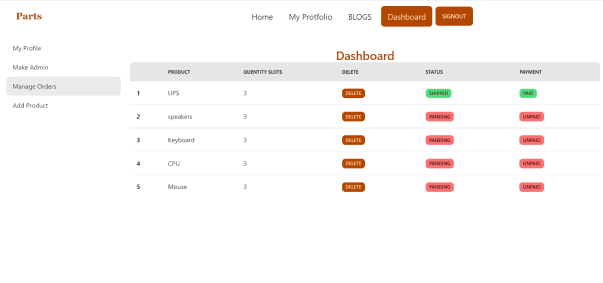 Parts Home My Protfolio BLOGS Dashboard SIGNOUT
My Profile
Make Admin
Manage Orders
Add Product
Dashboard
PRODUCT QUENTITY SLOTS DELETE STATUS PAYMENT
1 UPS 3 DELETE SHIPPED PAID
2 speakers 3 DELETE PANDING UNPAID
3 Keyboard 3 DELETE PANDING UNPAID
4 CPU 3 DELETE PANDING UNPAID
5 Mouse 3 DELETE PANDING UNPAID